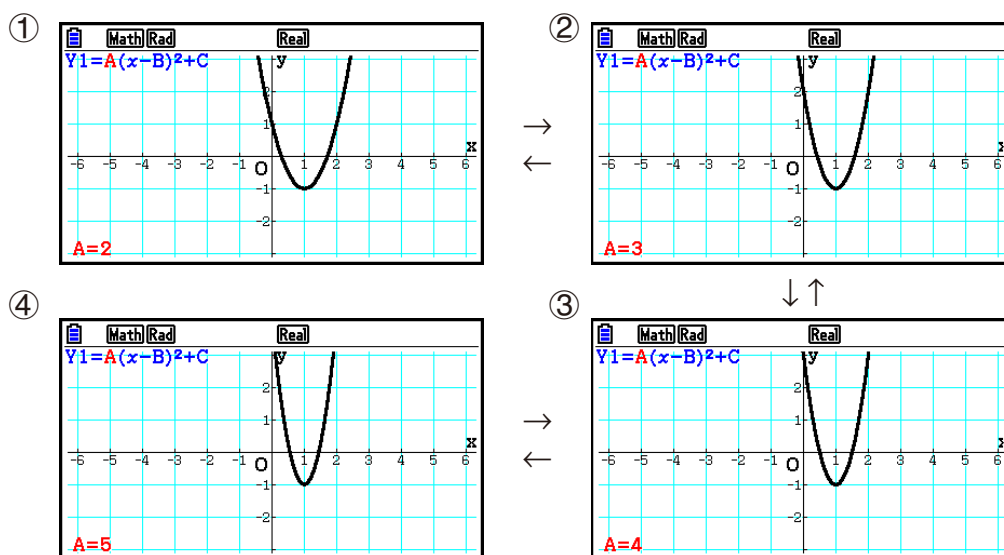 ①
Math Rad Real
Y1=A(x-B)²+C
y
2
1
x
-6 -5 -4 -3 -2 -1 O 1 2 3 4 5 6
-1
-2
A=2
→
←
②
Math Rad Real
Y1=A(x-B)²+C
y
2
1
x
-6 -5 -4 -3 -2 -1 O 1 2 3 4 5 6
-1
-2
A=3
↓↑
④
Math Rad Real
Y1=A(x-B)²+C
y
2
1
x
-6 -5 -4 -3 -2 -1 O 1 2 3 4 5 6
-1
-2
A=5
→
←
③
Math Rad Real
Y1=A(x-B)²+C
y
2
1
x
-6 -5 -4 -3 -2 -1 O 1 2 3 4 5 6
-1
-2
A=4